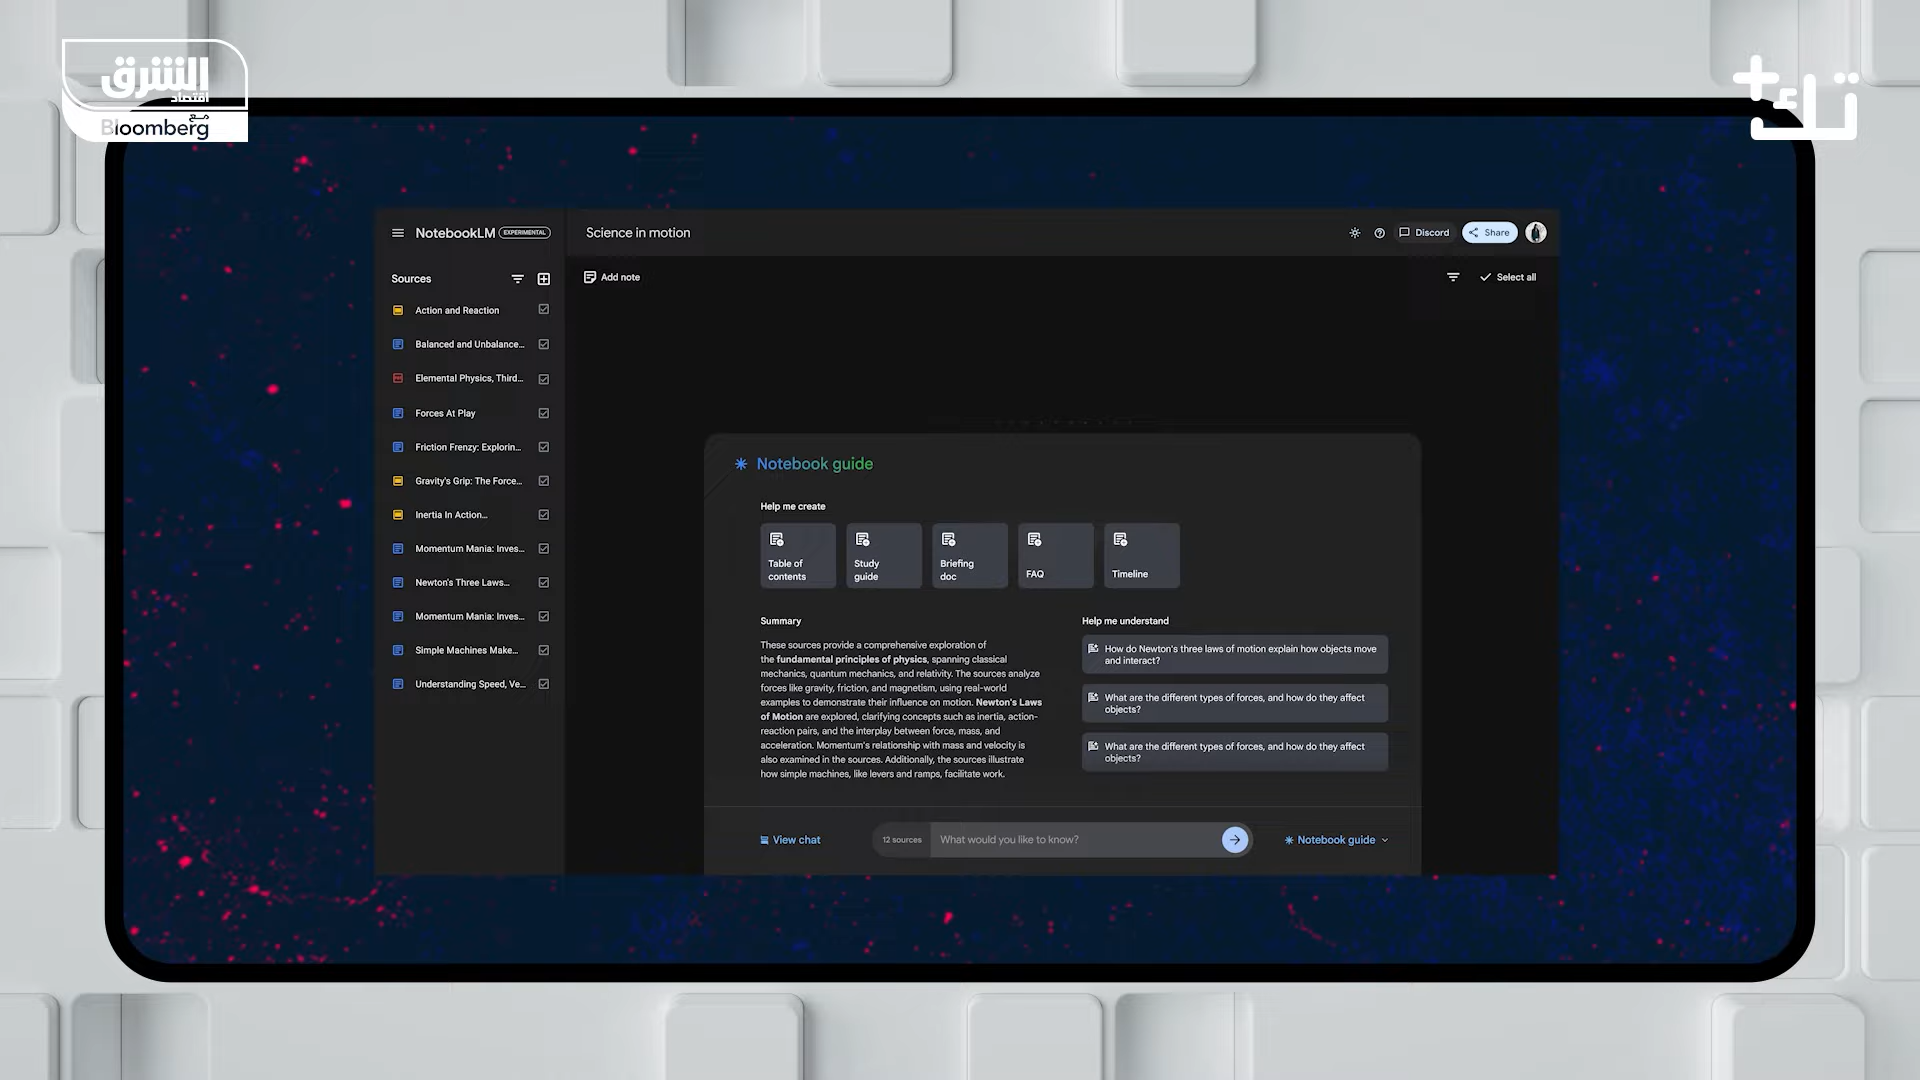 الشرق
اقتصاد
مع
Bloomberg
تك+
NotebookLM EXPERIMENTAL
Science in motion
Discord
Share
Sources
Add note
Select all
Action and Reaction
Balanced and Unbalance...
Elemental Physics, Third...
Forces At Play
Friction Frenzy: Explorin...
Gravity's Grip: The Force...
Inertia In Action...
Momentum Mania: Inves...
Newton's Three Laws...
Momentum Mania: Inves...
Simple Machines Make...
Understanding Speed, Ve...
Notebook guide
Help me create
Table of
contents
Study
guide
Briefing
doc
FAQ
Timeline
Summary
These sources provide a comprehensive exploration of
the fundamental principles of physics, spanning classical
mechanics, quantum mechanics, and relativity. The sources analyze
forces like gravity, friction, and magnetism, using real-world
examples to demonstrate their influence on motion. Newton's Laws
of Motion are explored, clarifying concepts such as inertia, action-
reaction pairs, and the interplay between force, mass, and
acceleration. Momentum's relationship with mass and velocity is
also examined in the sources. Additionally, the sources illustrate
how simple machines, like levers and ramps, facilitate work.
Help me understand
How do Newton's three laws of motion explain how objects move
and interact?
What are the different types of forces, and how do they affect
objects?
What are the different types of forces, and how do they affect
objects?
View chat
12 sources
What would you like to know?
Notebook guide